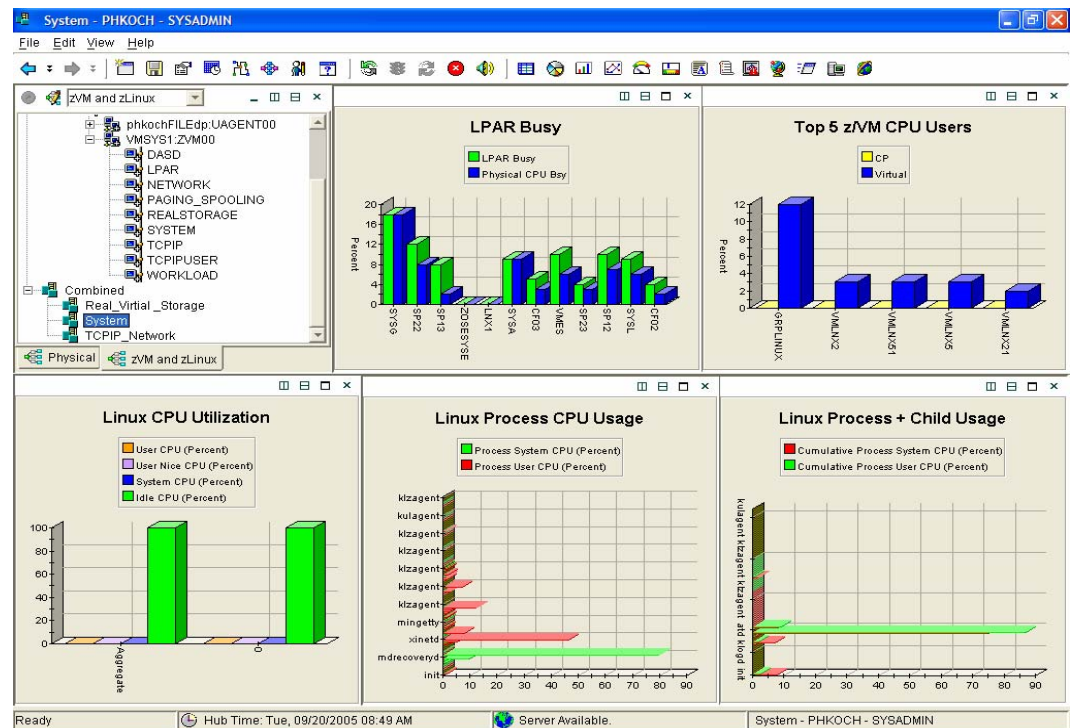 System - PHKOCH - SYSADMIN
File Edit View Help
zVM and zLinux
phkochFILEdp:UAGENT00
VMSYS1:ZVM00
DASD
LPAR
NETWORK
PAGING_SPOOLING
REALSTORAGE
SYSTEM
TCPIP
TCPIPUSER
WORKLOAD
Combined
Real_Virtial _Storage
System
TCPIP_Network
Physical
zVM and zLinux
LPAR Busy
LPAR Busy
Physical CPU Bsy
Percent
20
16
12
8
4
0
SYSG
SP22
SP13
ZOSESYSE
LNX1
SYSA
CF03
VMES
SP23
SP12
SYSL
CF02
Top 5 z/VM CPU Users
CP
Virtual
Percent
12
10
8
6
4
2
0
GRPLINUX
VMLNX2
VMLNX51
VMLNX5
VMLNX21
Linux CPU Utilization
User CPU (Percent)
User Nice CPU (Percent)
System CPU (Percent)
Idle CPU (Percent)
100
80
60
40
20
0
Aggregate
0
Linux Process CPU Usage
Process System CPU (Percent)
Process User CPU (Percent)
klzagent
kulagent
klzagent
klzagent
klzagent
klzagent
klzagent
mingetty
xinetd
mdrecoveryd
init
0 10 20 30 40 50 60 70 80 90
Linux Process + Child Usage
Cumulative Process System CPU (Percent)
Cumulative Process User CPU (Percent)
kulagent klzagent klzagent atd klogd init
0 10 20 30 40 50 60 70 80 90
Ready
Hub Time: Tue, 09/20/2005 08:49 AM
Server Available.
System - PHKOCH - SYSADMIN